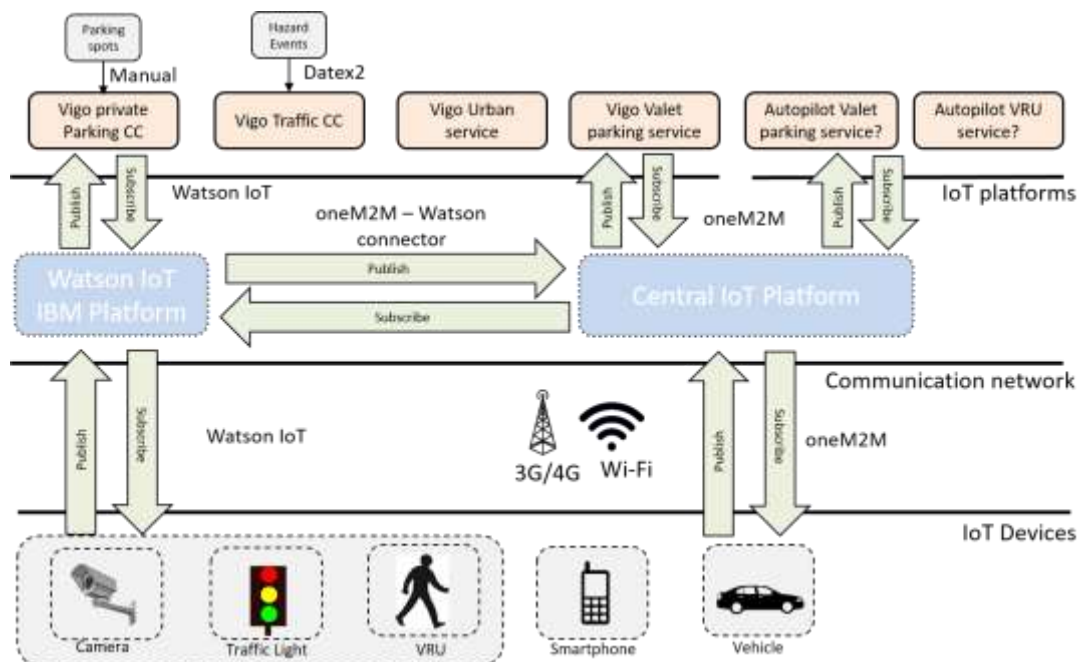 Parking
spots
Hazard
Events
Manual
Datex2
Vigo private
Parking CC
Vigo Traffic CC
Vigo Urban
service
Vigo Valet
parking service
Autopilot Valet
parking service?
Autopilot VRU
service?
Publish
Subscribe
Publish
Subscribe
Publish
Subscribe
Watson IoT
oneM2M
IoT platforms
oneM2M – Watson
connector
Publish
Subscribe
Watson IoT
IBM Platform
Central IoT Platform
Communication network
Publish
Subscribe
Watson IoT
3G/4G
Wi-Fi
Publish
Subscribe
oneM2M
IoT Devices
Camera
Traffic Light
VRU
Smartphone
Vehicle